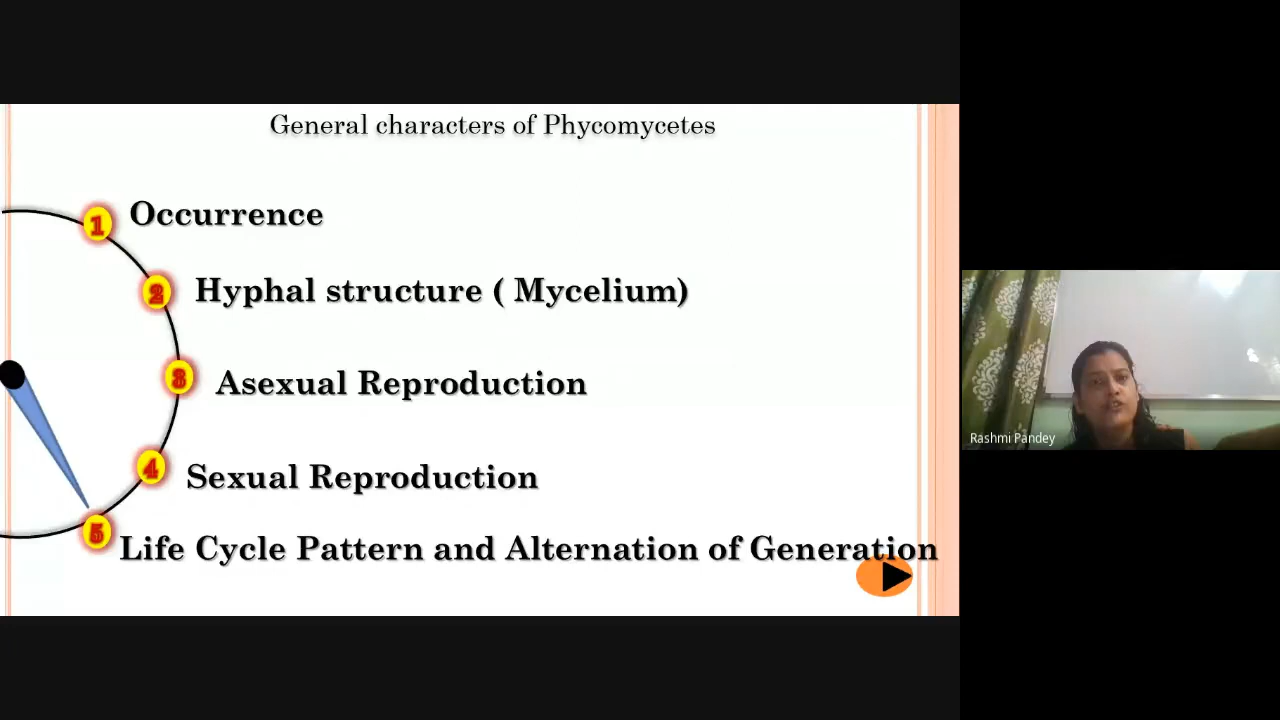 General characters of Phycomycetes
1 Occurrence
2 Hyphal structure ( Mycelium)
3 Asexual Reproduction
4 Sexual Reproduction
5 Life Cycle Pattern and Alternation of Generation
Rashmi Pandey